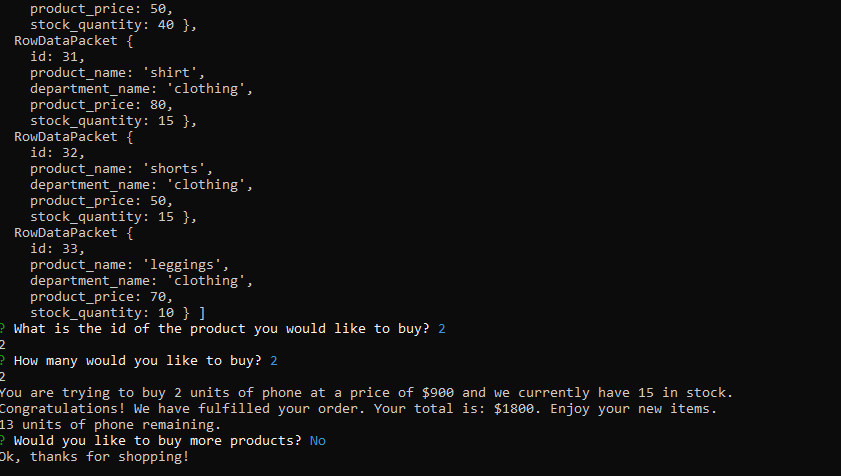 product_price: 50,
stock_quantity: 40 },
RowDataPacket {
id: 31,
product_name: 'shirt',
department_name: 'clothing',
product_price: 80,
stock_quantity: 15 },
RowDataPacket {
id: 32,
product_name: 'shorts',
department_name: 'clothing',
product_price: 50,
stock_quantity: 15 },
RowDataPacket {
id: 33,
product_name: 'leggings',
department_name: 'clothing',
product_price: 70,
stock_quantity: 10 } ]
? What is the id of the product you would like to buy? 2
2
? How many would you like to buy? 2
2
You are trying to buy 2 units of phone at a price of $900 and we currently have 15 in stock.
Congratulations! We have fulfilled your order. Your total is: $1800. Enjoy your new items.
13 units of phone remaining.
? Would you like to buy more products? No
Ok, thanks for shopping!